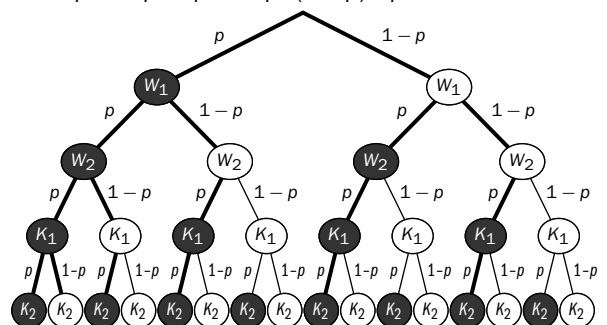 p 1 – p
W₁ W₁
p 1 – p p 1 – p
W₂ W₂ W₂ W₂
p 1 – p p 1 – p p 1 – p p 1 – p
K₁ K₁ K₁ K₁ K₁ K₁ K₁ K₁
p 1-p p 1-p p 1-p p 1-p p 1-p p 1-p p 1-p p 1-p
K₂ K₂ K₂ K₂ K₂ K₂ K₂ K₂ K₂ K₂ K₂ K₂ K₂ K₂ K₂ K₂